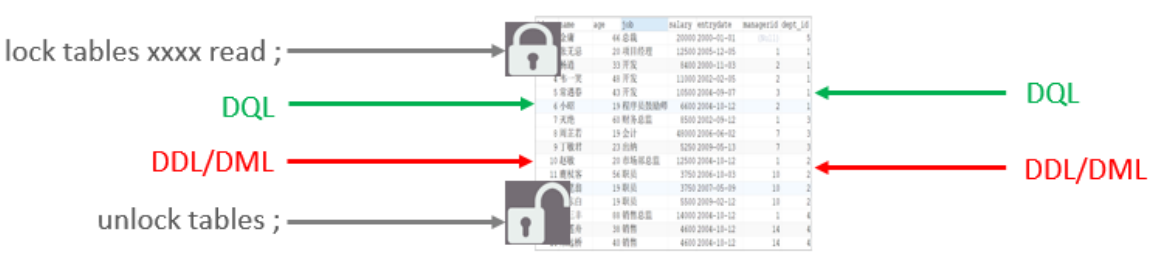 lock tables xxxx read ;
DQL
DDL/DML
unlock tables ;
name age job salary entrydate managerid dept_id
金庸 66 总裁 20000 2000-01-01 (Null) 5
张无忌 20 项目经理 12500 2005-12-05 1 1
杨逍 33 开发 8400 2000-11-03 2 1
4 韦一笑 48 开发 11000 2002-02-05 2 1
5 常遇春 43 开发 10500 2004-09-07 3 1
6 小昭 19 程序员鼓励师 6600 2004-10-12 2 1
7 灭绝 60 财务总监 8500 2002-09-12 1 3
8 周芷若 19 会计 48000 2006-06-02 7 3
9 丁敏君 23 出纳 5250 2009-05-13 7 3
10 赵敏 20 市场部总监 12500 2004-10-12 1 2
11 鹿杖客 56 职员 3750 2006-10-03 10 2
19 职员 3750 2007-05-09 10 2
19 职员 5500 2009-02-12 10 2
88 销售总监 14000 2004-10-12 1 4
38 销售 4600 2004-10-12 14 4
40 销售 4600 2004-10-12 14 4
DQL
DDL/DML